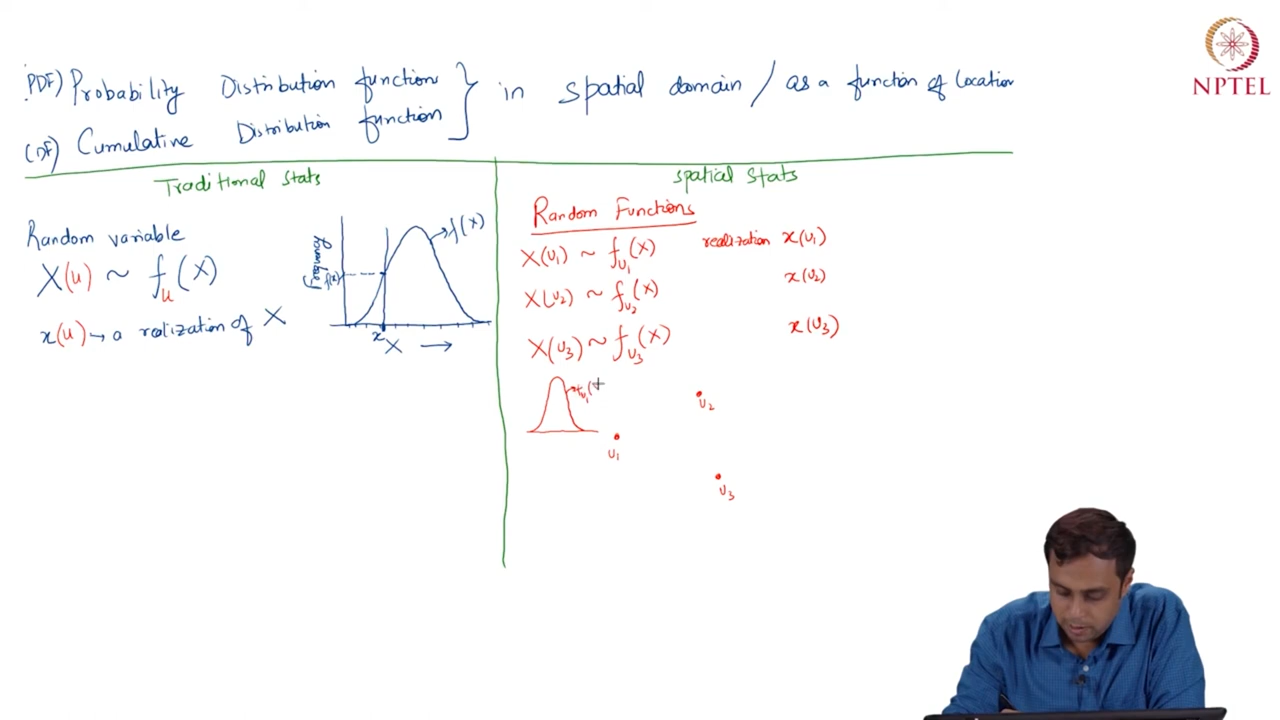 PDF) Probability Distribution function
CDF) Cumulative Distribution function
in spatial domain / as a function of location
NPTEL
Traditional Stats
Random variable
X(u) ~ fu(X)
x(u) → a realization of X
Frequency
f(x)
f(X)
x
X →
Spatial Stats
Random Functions
X(U₁) ~ fU₁(X) realization x(U₁)
X(U₂) ~ fU₂(X) x(U₂)
X(U₃) ~ fU₃(X) x(U₃)
fU₁(
U₂
U₁
U₃